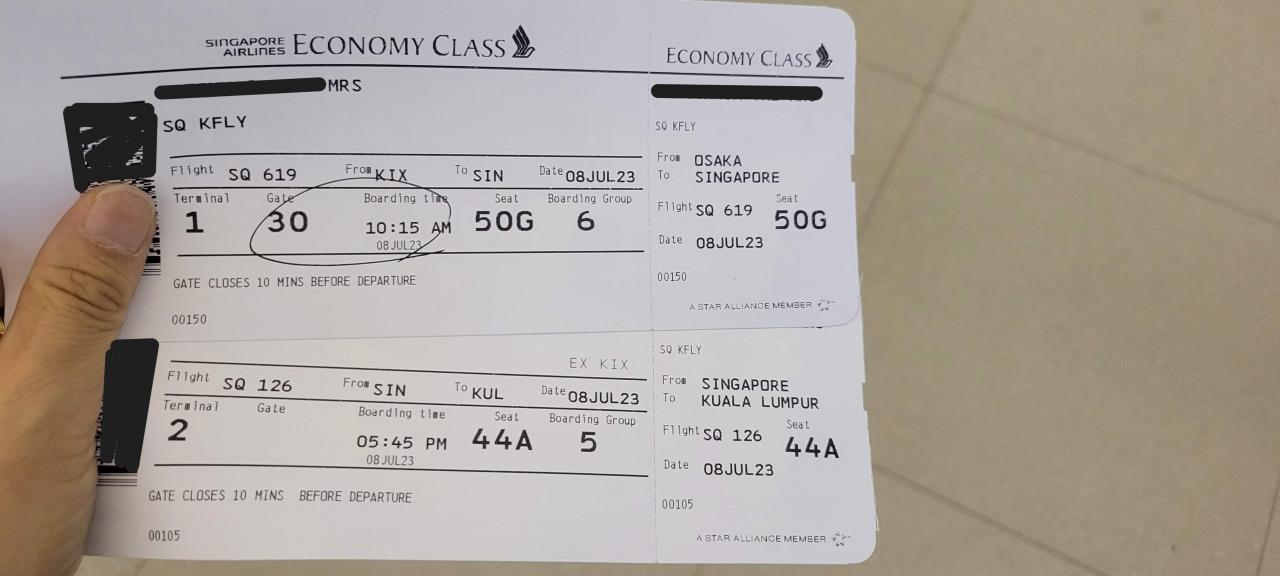 SINGAPORE AIRLINES ECONOMY CLASS
MRS
SQ KFLY
Flight SQ 619 From KIX To SIN Date 08JUL23
Terminal Gate Boarding time Seat Boarding Group
1 30 10:15 AM 50G 6
08JUL23
GATE CLOSES 10 MINS BEFORE DEPARTURE
00150
ECONOMY CLASS
SQ KFLY
From OSAKA
To SINGAPORE
Flight SQ 619 Seat 50G
Date 08JUL23
00150
A STAR ALLIANCE MEMBER
EX KIX
Flight SQ 126 From SIN To KUL Date 08JUL23
Terminal Gate Boarding time Seat Boarding Group
2 05:45 PM 44A 5
08JUL23
GATE CLOSES 10 MINS BEFORE DEPARTURE
00105
SQ KFLY
From SINGAPORE
To KUALA LUMPUR
Flight SQ 126 Seat 44A
Date 08JUL23
00105
A STAR ALLIANCE MEMBER